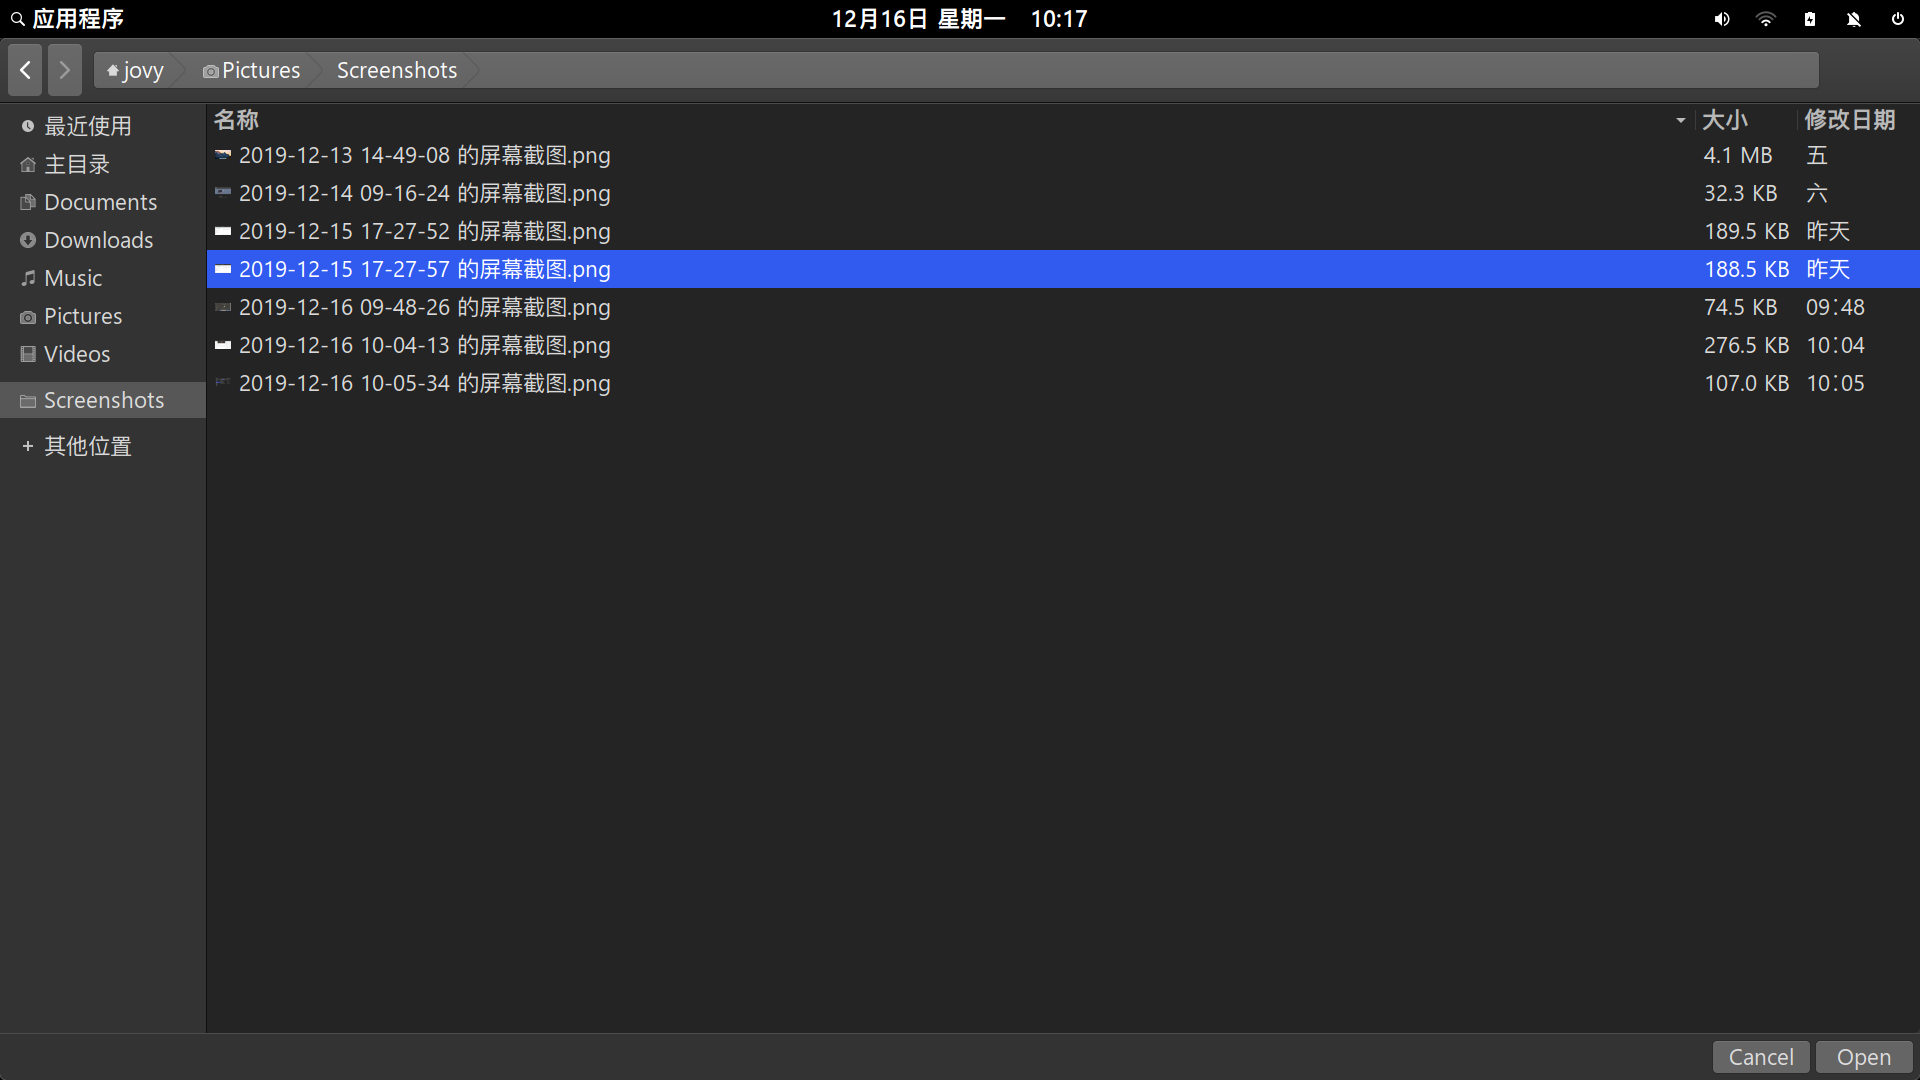 应用程序
12月16日 星期一 10:17
jovy Pictures Screenshots
最近使用
主目录
Documents
Downloads
Music
Pictures
Videos
Screenshots
其他位置
名称 大小 修改日期
2019-12-13 14-49-08 的屏幕截图.png 4.1 MB 五
2019-12-14 09-16-24 的屏幕截图.png 32.3 KB 六
2019-12-15 17-27-52 的屏幕截图.png 189.5 KB 昨天
2019-12-15 17-27-57 的屏幕截图.png 188.5 KB 昨天
2019-12-16 09-48-26 的屏幕截图.png 74.5 KB 09:48
2019-12-16 10-04-13 的屏幕截图.png 276.5 KB 10:04
2019-12-16 10-05-34 的屏幕截图.png 107.0 KB 10:05
Cancel Open